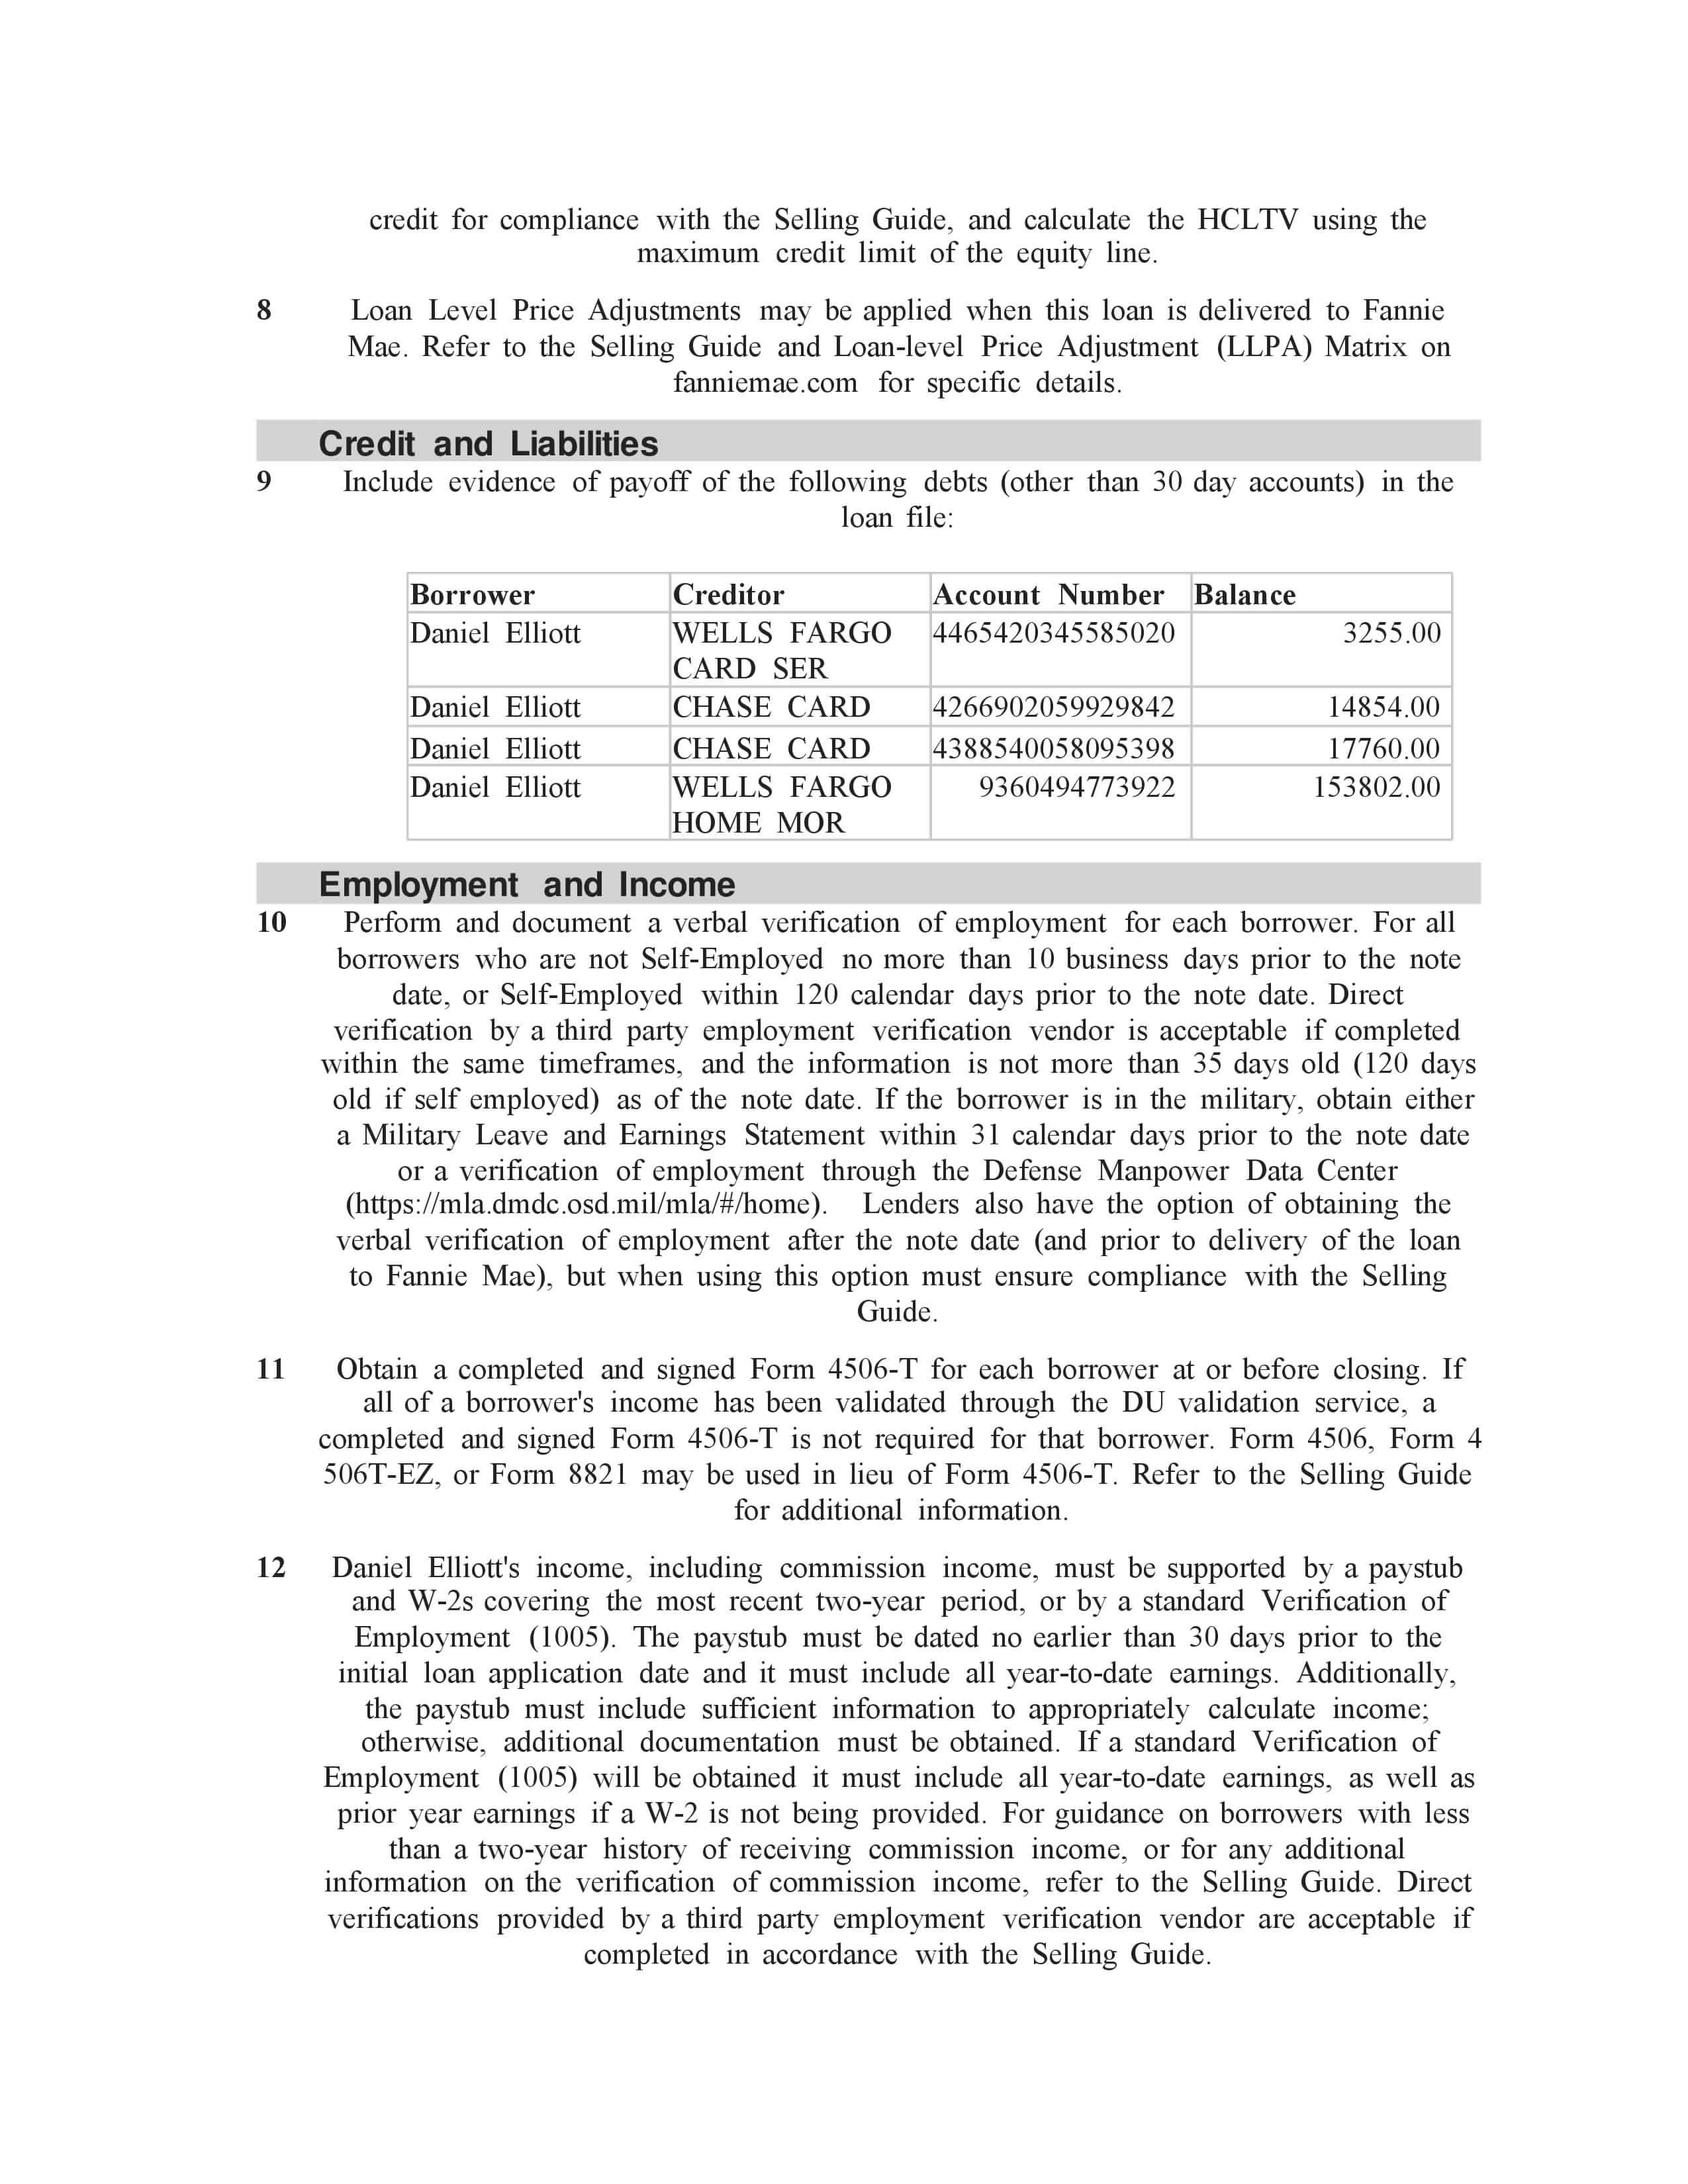 credit for compliance with the Selling Guide, and calculate the HCLTV using the
maximum credit limit of the equity line.
8 Loan Level Price Adjustments may be applied when this loan is delivered to Fannie
Mae. Refer to the Selling Guide and Loan-level Price Adjustment (LLPA) Matrix on
fanniemae.com for specific details.
Credit and Liabilities
9 Include evidence of payoff of the following debts (other than 30 day accounts) in the
loan file:
Borrower Creditor Account Number Balance
Daniel Elliott WELLS FARGO 4465420345585020 3255.00
CARD SER
Daniel Elliott CHASE CARD 4266902059929842 14854.00
Daniel Elliott CHASE CARD 4388540058095398 17760.00
Daniel Elliott WELLS FARGO 9360494773922 153802.00
HOME MOR
Employment and Income
10 Perform and document a verbal verification of employment for each borrower. For all
borrowers who are not Self-Employed no more than 10 business days prior to the note
date, or Self-Employed within 120 calendar days prior to the note date. Direct
verification by a third party employment verification vendor is acceptable if completed
within the same timeframes, and the information is not more than 35 days old (120 days
old if self employed) as of the note date. If the borrower is in the military, obtain either
a Military Leave and Earnings Statement within 31 calendar days prior to the note date
or a verification of employment through the Defense Manpower Data Center
(https://mla.dmdc.osd.mil/mla/#/home). Lenders also have the option of obtaining the
verbal verification of employment after the note date (and prior to delivery of the loan
to Fannie Mae), but when using this option must ensure compliance with the Selling
Guide.
11 Obtain a completed and signed Form 4506-T for each borrower at or before closing. If
all of a borrower's income has been validated through the DU validation service, a
completed and signed Form 4506-T is not required for that borrower. Form 4506, Form 4
506T-EZ, or Form 8821 may be used in lieu of Form 4506-T. Refer to the Selling Guide
for additional information.
12 Daniel Elliott's income, including commission income, must be supported by a paystub
and W-2s covering the most recent two-year period, or by a standard Verification of
Employment (1005). The paystub must be dated no earlier than 30 days prior to the
initial loan application date and it must include all year-to-date earnings. Additionally,
the paystub must include sufficient information to appropriately calculate income;
otherwise, additional documentation must be obtained. If a standard Verification of
Employment (1005) will be obtained it must include all year-to-date earnings, as well as
prior year earnings if a W-2 is not being provided. For guidance on borrowers with less
than a two-year history of receiving commission income, or for any additional
information on the verification of commission income, refer to the Selling Guide. Direct
verifications provided by a third party employment verification vendor are acceptable if
completed in accordance with the Selling Guide.